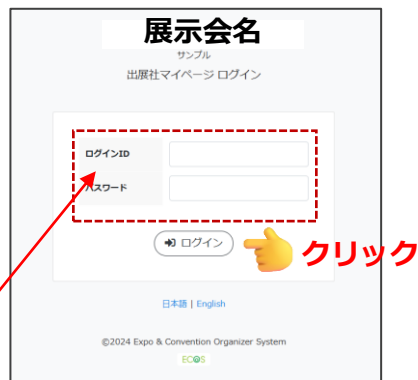 展示会名
サンプル
出展社マイページ ログイン
ログインID
パスワード
ログイン
クリック
日本語 | English
©2024 Expo & Convention Organizer System
ECOS